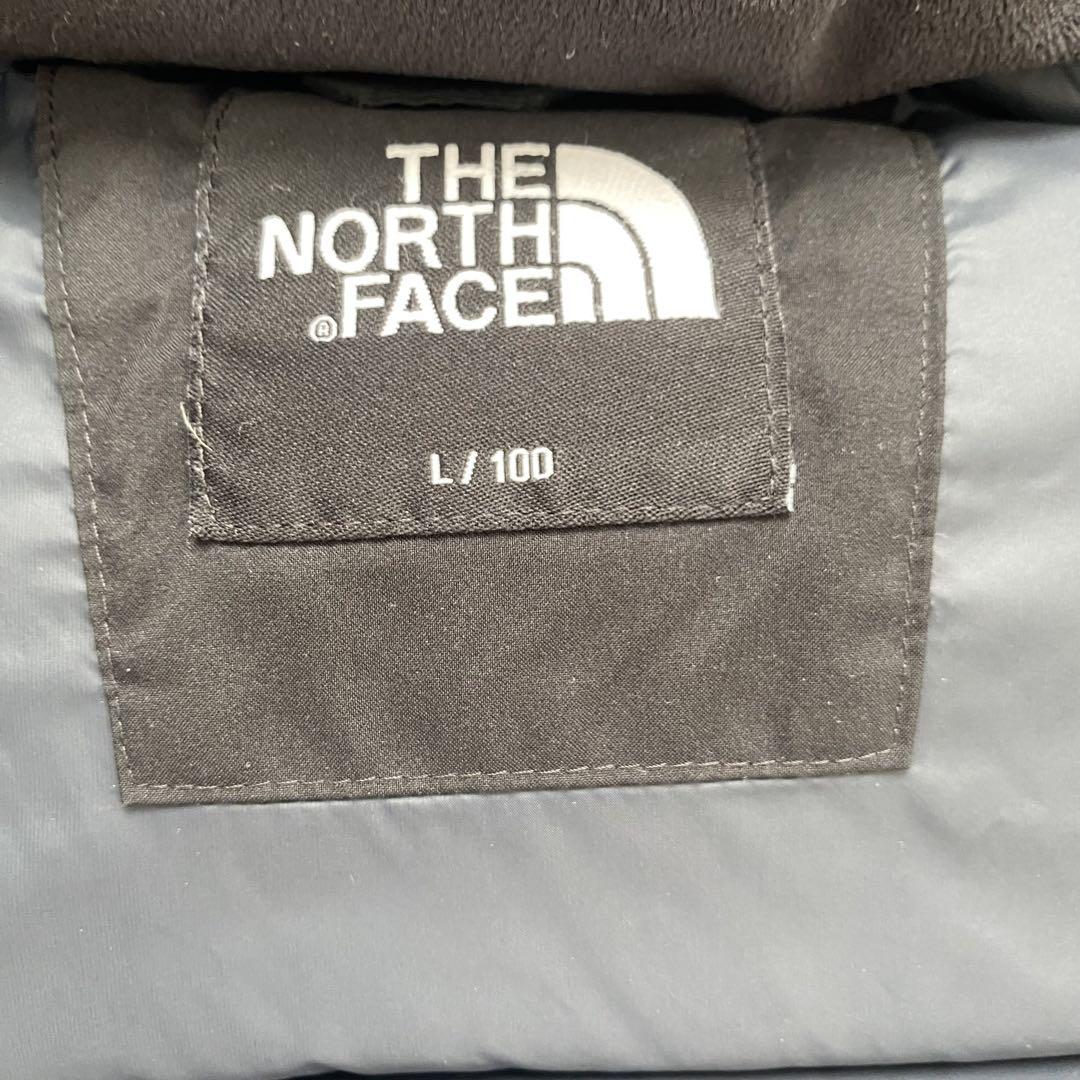 THE
NORTH
®FACE
L / 100